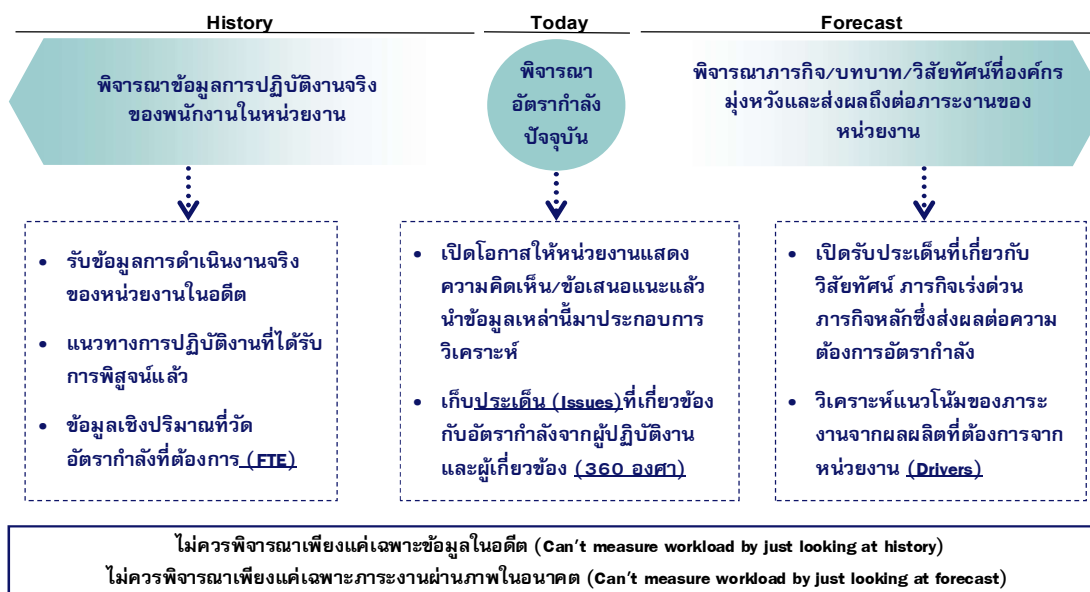 History
Today
Forecast
พิจารณาข้อมูลการปฏิบัติงานจริง
ของพนักงานในหน่วยงาน
พิจารณา
อัตรากำลัง
ปัจจุบัน
พิจารณาภารกิจ/บทบาท/วิสัยทัศน์ที่องค์กร
มุ่งหวังและส่งผลถึงต่อภาระงานของ
หน่วยงาน
• รับข้อมูลการดำเนินงานจริง
ของหน่วยงานในอดีต
• แนวทางการปฏิบัติงานที่ได้รับ
การพิสูจน์แล้ว
• ข้อมูลเชิงปริมาณที่วัด
อัตรากำลังที่ต้องการ (FTE)
• เปิดโอกาสให้หน่วยงานแสดง
ความคิดเห็น/ข้อเสนอแนะแล้ว
นำข้อมูลเหล่านี้มาประกอบการ
วิเคราะห์
• เก็บประเด็น (Issues)ที่เกี่ยวข้อง
กับอัตรากำลังจากผู้ปฏิบัติงาน
และผู้เกี่ยวข้อง (360 องศา)
• เปิดรับประเด็นที่เกี่ยวกับ
วิสัยทัศน์ ภารกิจเร่งด่วน
ภารกิจหลักซึ่งส่งผลต่อความ
ต้องการอัตรากำลัง
• วิเคราะห์แนวโน้มของภาระ
งานจากผลผลิตที่ต้องการจาก
หน่วยงาน (Drivers)
ไม่ควรพิจารณาเพียงแค่เฉพาะข้อมูลในอดีต (Can't measure workload by just looking at history)
ไม่ควรพิจารณาเพียงแค่เฉพาะภาระงานผ่านภาพในอนาคต (Can't measure workload by just looking at forecast)